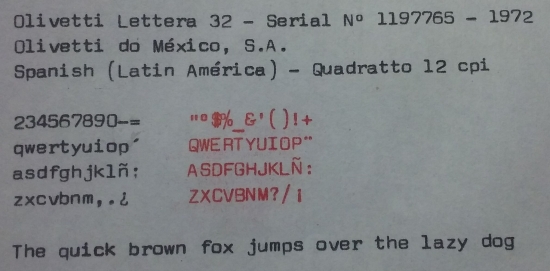 Olivetti Lettera 32 - Serial Nº 1197765 - 1972
Olivetti do México, S.A.
Spanish (Latin América) - Quadratto 12 cpi
234567890-= "º$%_&'()!+
qwertyuiop´ QWERTYUIOP¨
asdfghjklñ; ASDFGHJKLÑ:
zxcvbnm,.¿ ZXCVBNM?/¡
The quick brown fox jumps over the lazy dog